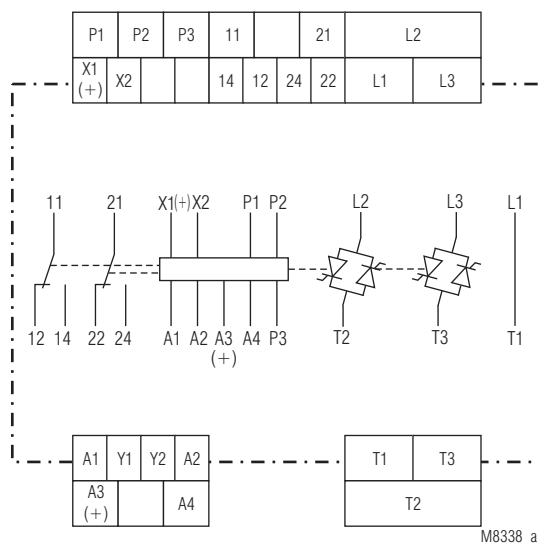 P1 P2 P3 11 21 L2
X1 (+) X2 14 12 24 22 L1 L3
11 21 X1(+) X2 P1 P2 L2 L3 L1
12 14 22 24 A1 A2 A3 (+) A4 P3 T2 T3 T1
A1 Y1 Y2 A2 T1 T3
A3 (+) A4 T2
M8338_a